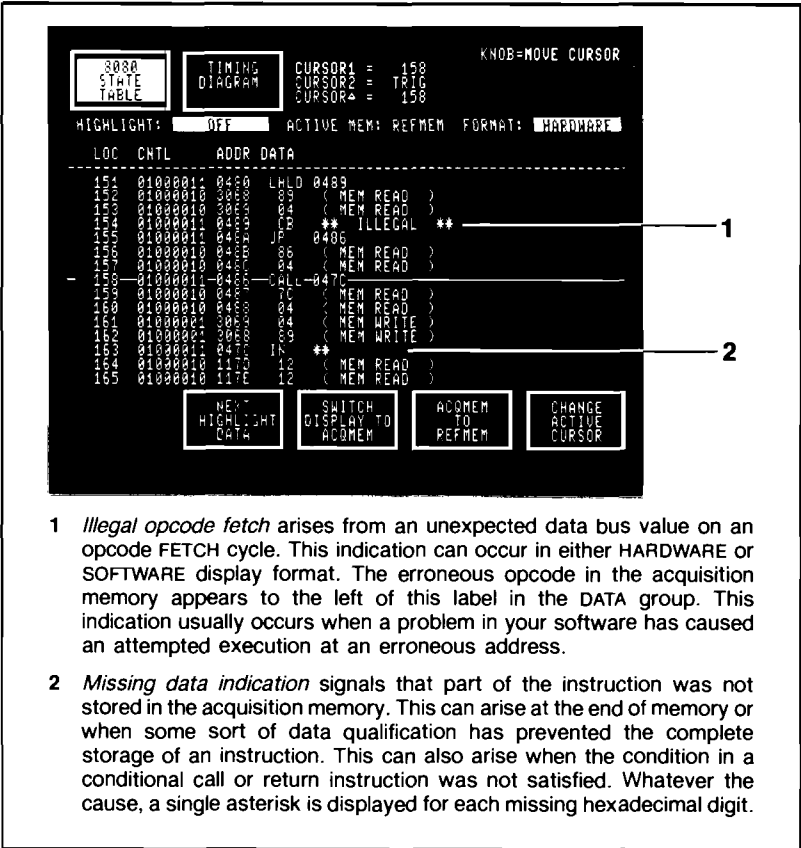 8080
STATE
TABLE
TIMING
DIAGRAM
CURSOR1 = 158
CURSOR2 = TRIG
CURSOR▲ = 158
KNOB=MOVE CURSOR
HIGHLIGHT: OFF ACTIVE MEM: REFMEM FORMAT: HARDWARE
LOC CNTL ADDR DATA
151 01000011 0480 LHLD 0489
152 01000010 3068 89 ( MEM READ )
153 01000010 3069 04 ( MEM READ )
154 01000011 0489 CB ** ILLEGAL **
155 01000011 048A JP 0486
156 01000010 048B 86 ( MEM READ )
157 01000010 048C 04 ( MEM READ )
158 01000011 0486 CALL 047C
159 01000010 0487 7C ( MEM READ )
160 01000010 0488 04 ( MEM READ )
161 01000001 3069 04 ( MEM WRITE )
162 01000001 3068 89 ( MEM WRITE )
163 01000011 047C IN **
164 01000010 117D 12 ( MEM READ )
165 01000010 117E 12 ( MEM READ )
1
2
NEXT
HIGHLIGHT
DATA
SWITCH
DISPLAY TO
ACQMEM
ACQMEM
TO
REFMEM
CHANGE
ACTIVE
CURSOR
1 Illegal opcode fetch arises from an unexpected data bus value on an
opcode FETCH cycle. This indication can occur in either HARDWARE or
SOFTWARE display format. The erroneous opcode in the acquisition
memory appears to the left of this label in the DATA group. This
indication usually occurs when a problem in your software has caused
an attempted execution at an erroneous address.
2 Missing data indication signals that part of the instruction was not
stored in the acquisition memory. This can arise at the end of memory or
when some sort of data qualification has prevented the complete
storage of an instruction. This can also arise when the condition in a
conditional call or return instruction was not satisfied. Whatever the
cause, a single asterisk is displayed for each missing hexadecimal digit.